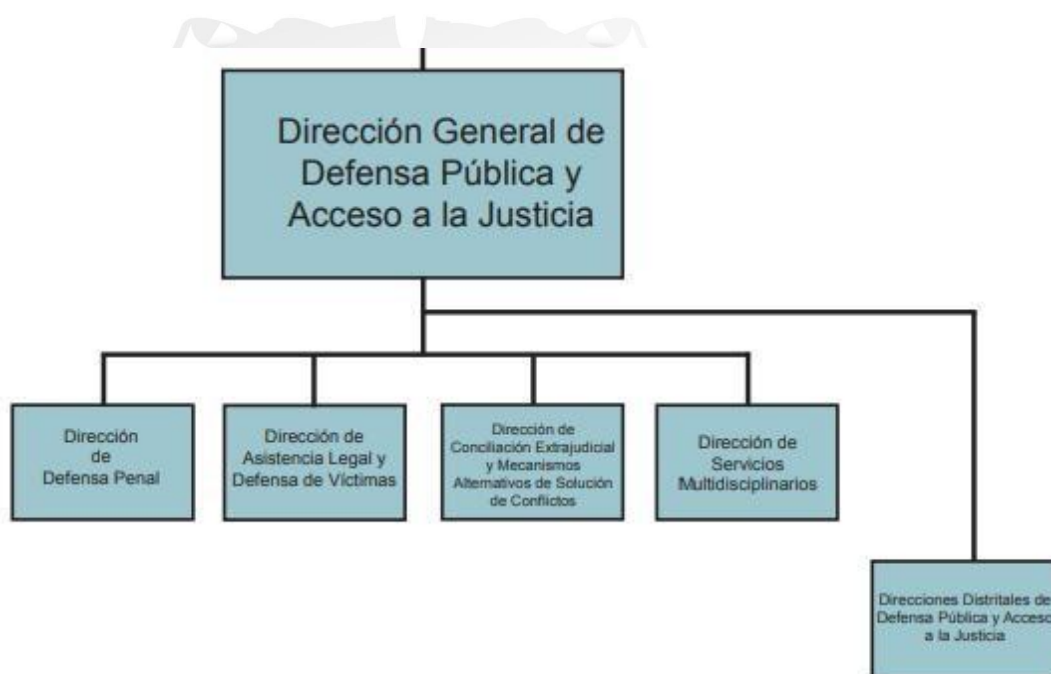 Dirección General de
Defensa Pública y
Acceso a la Justicia
Dirección
de
Defensa Penal
Dirección de
Asistencia Legal y
Defensa de Víctimas
Dirección de
Conciliación Extrajudicial
y Mecanismos
Alternativos de Solución
de Conflictos
Dirección de
Servicios
Multidisciplinarios
Direcciones Distritales de
Defensa Pública y Acceso
a la Justicia